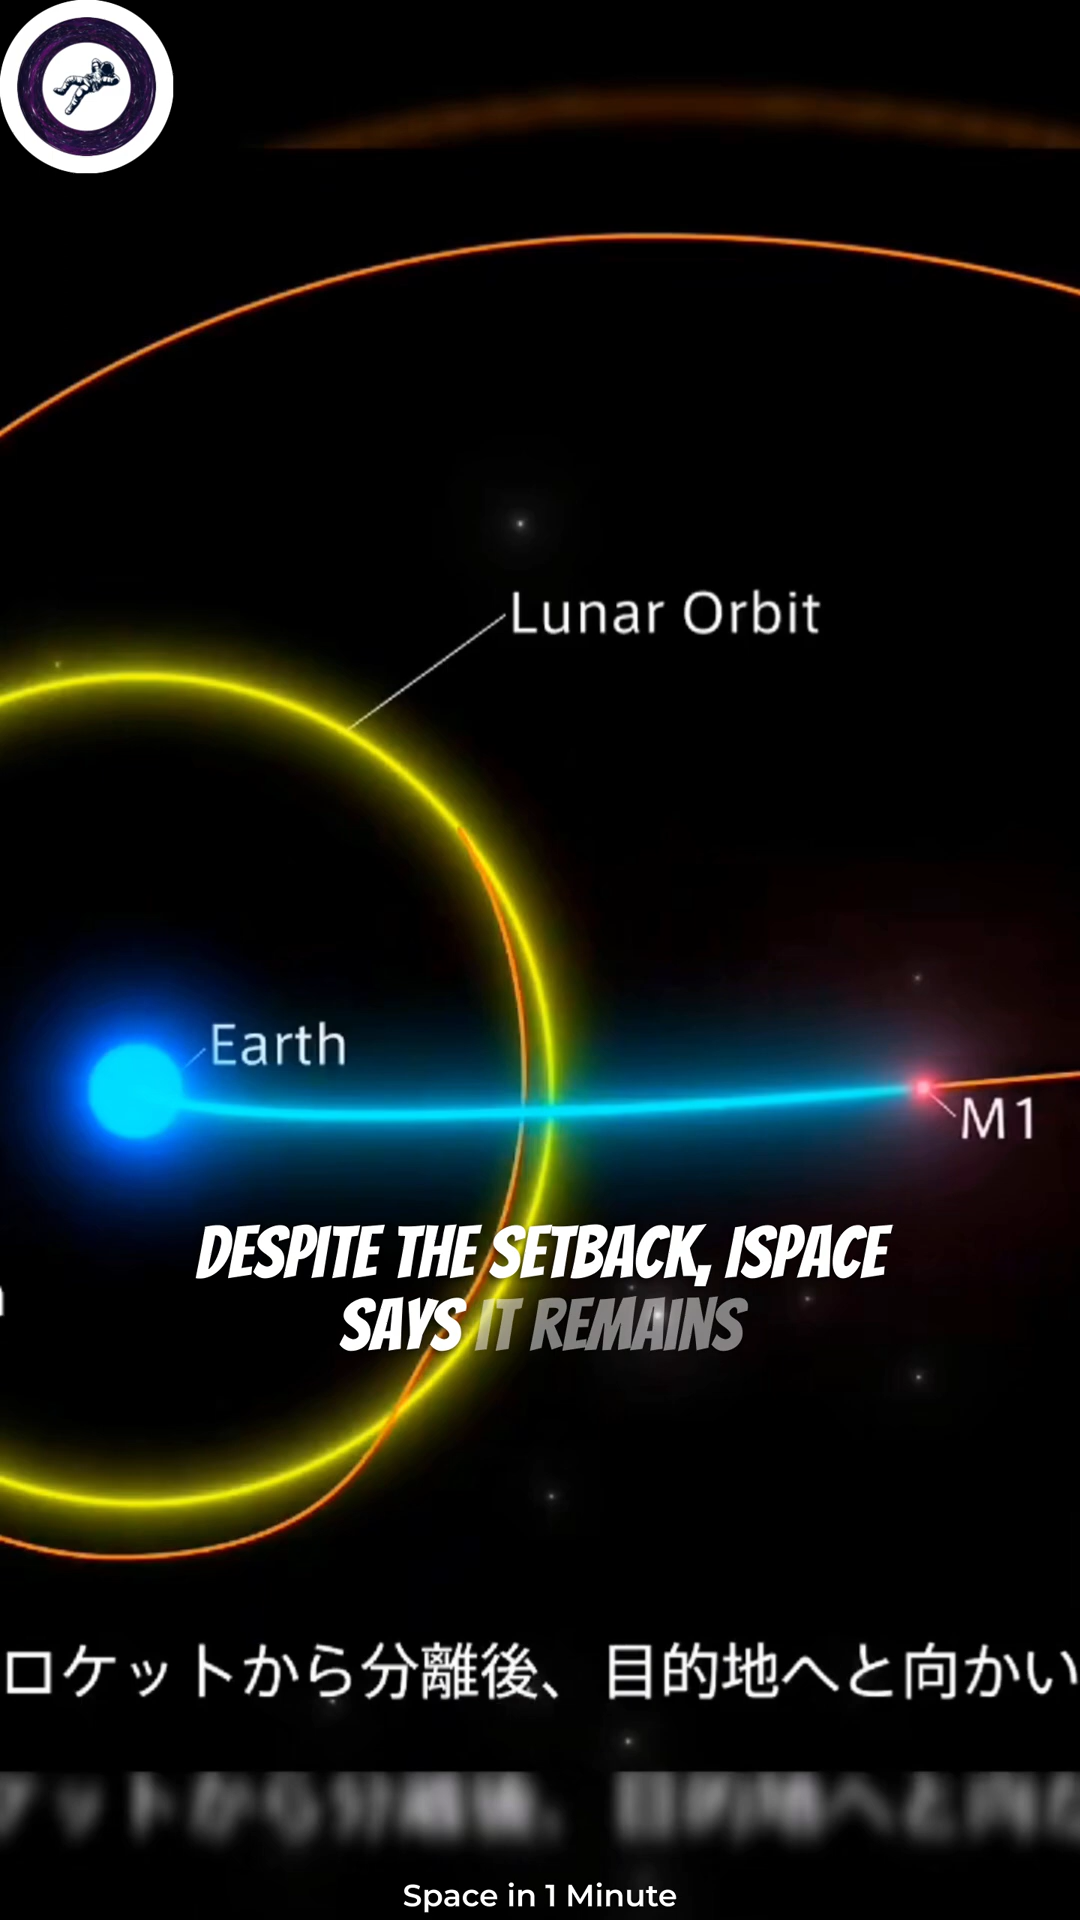 Lunar Orbit
Earth
M1
DESPITE THE SETBACK, ISPACE
SAYS IT REMAINS
ロケットから分離後、目的地へと向かい
Space in 1 Minute